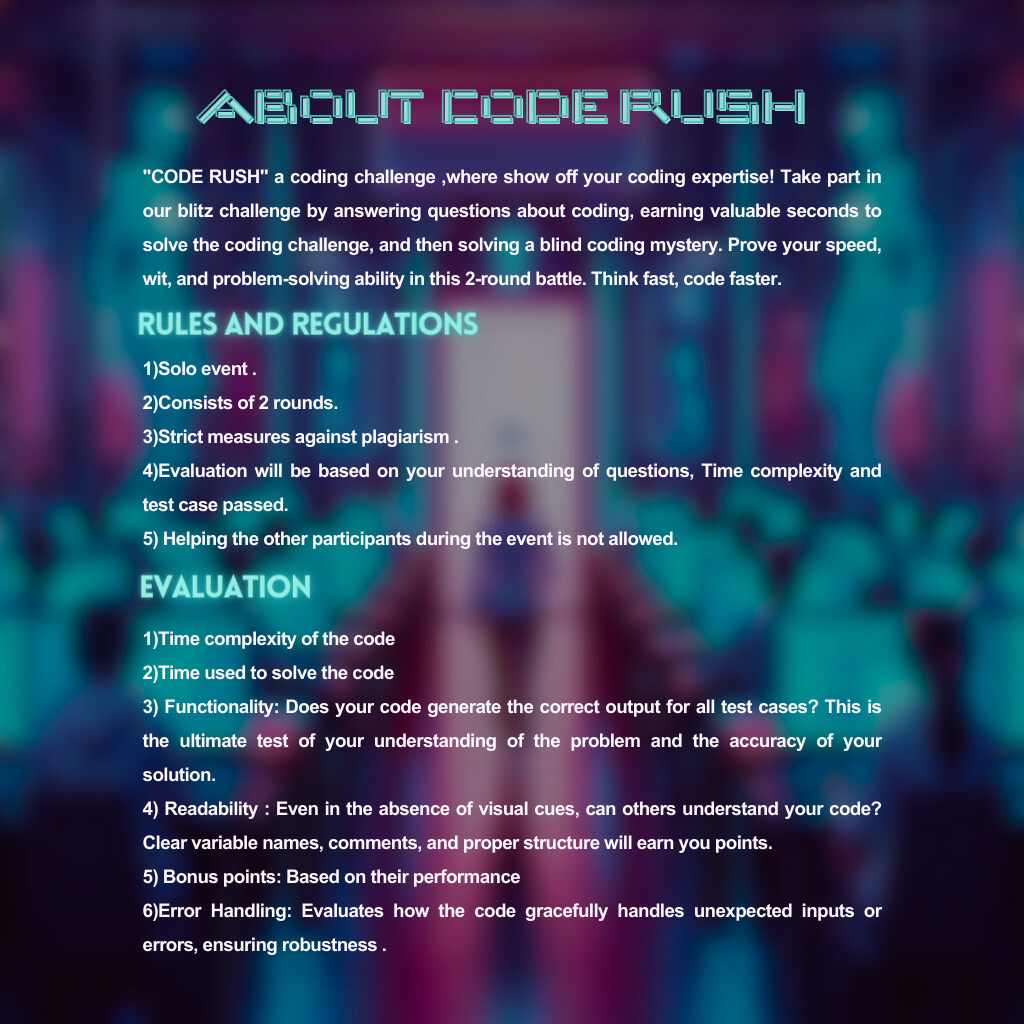 ABOUT CODE RUSH
"CODE RUSH" a coding challenge ,where show off your coding expertise! Take part in
our blitz challenge by answering questions about coding, earning valuable seconds to
solve the coding challenge, and then solving a blind coding mystery. Prove your speed,
wit, and problem-solving ability in this 2-round battle. Think fast, code faster.
RULES AND REGULATIONS
1)Solo event .
2)Consists of 2 rounds.
3)Strict measures against plagiarism .
4)Evaluation will be based on your understanding of questions, Time complexity and
test case passed.
5) Helping the other participants during the event is not allowed.
EVALUATION
1)Time complexity of the code
2)Time used to solve the code
3) Functionality: Does your code generate the correct output for all test cases? This is
the ultimate test of your understanding of the problem and the accuracy of your
solution.
4) Readability : Even in the absence of visual cues, can others understand your code?
Clear variable names, comments, and proper structure will earn you points.
5) Bonus points: Based on their performance
6)Error Handling: Evaluates how the code gracefully handles unexpected inputs or
errors, ensuring robustness .